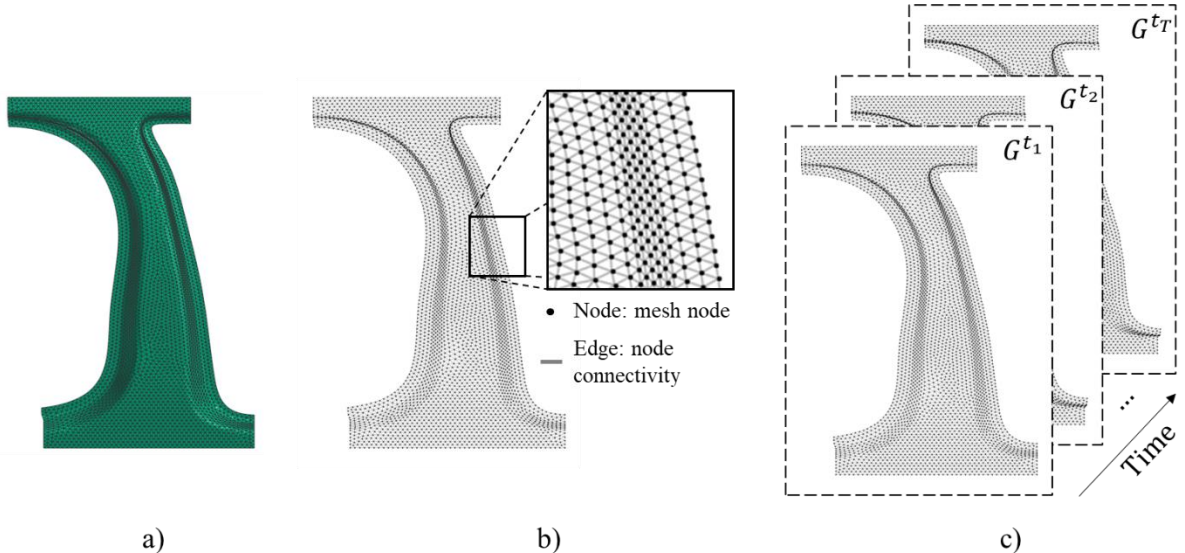 G^{t_T}
G^{t_2}
G^{t_1}
• Node: mesh node
Edge: node
connectivity
...
Time
a)
b)
c)